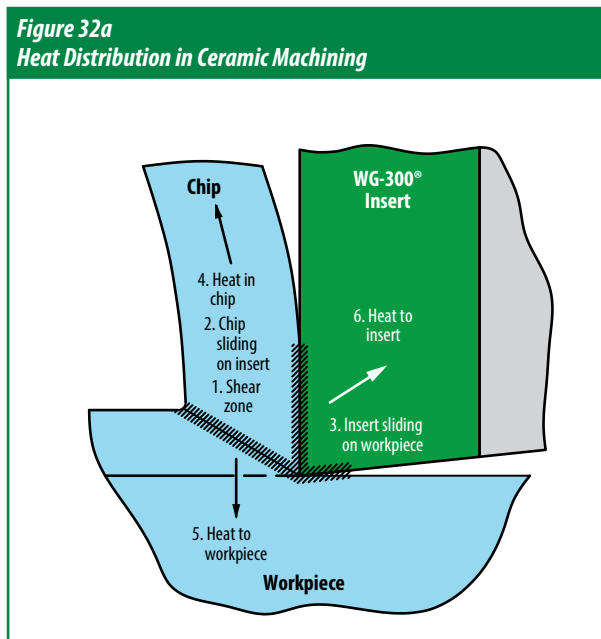 Figure 32a
Heat Distribution in Ceramic Machining
Chip
WG-300®
Insert
4. Heat in
chip
2. Chip
sliding
on insert
1. Shear
zone
6. Heat to
insert
3. Insert sliding
on workpiece
5. Heat to
workpiece
Workpiece